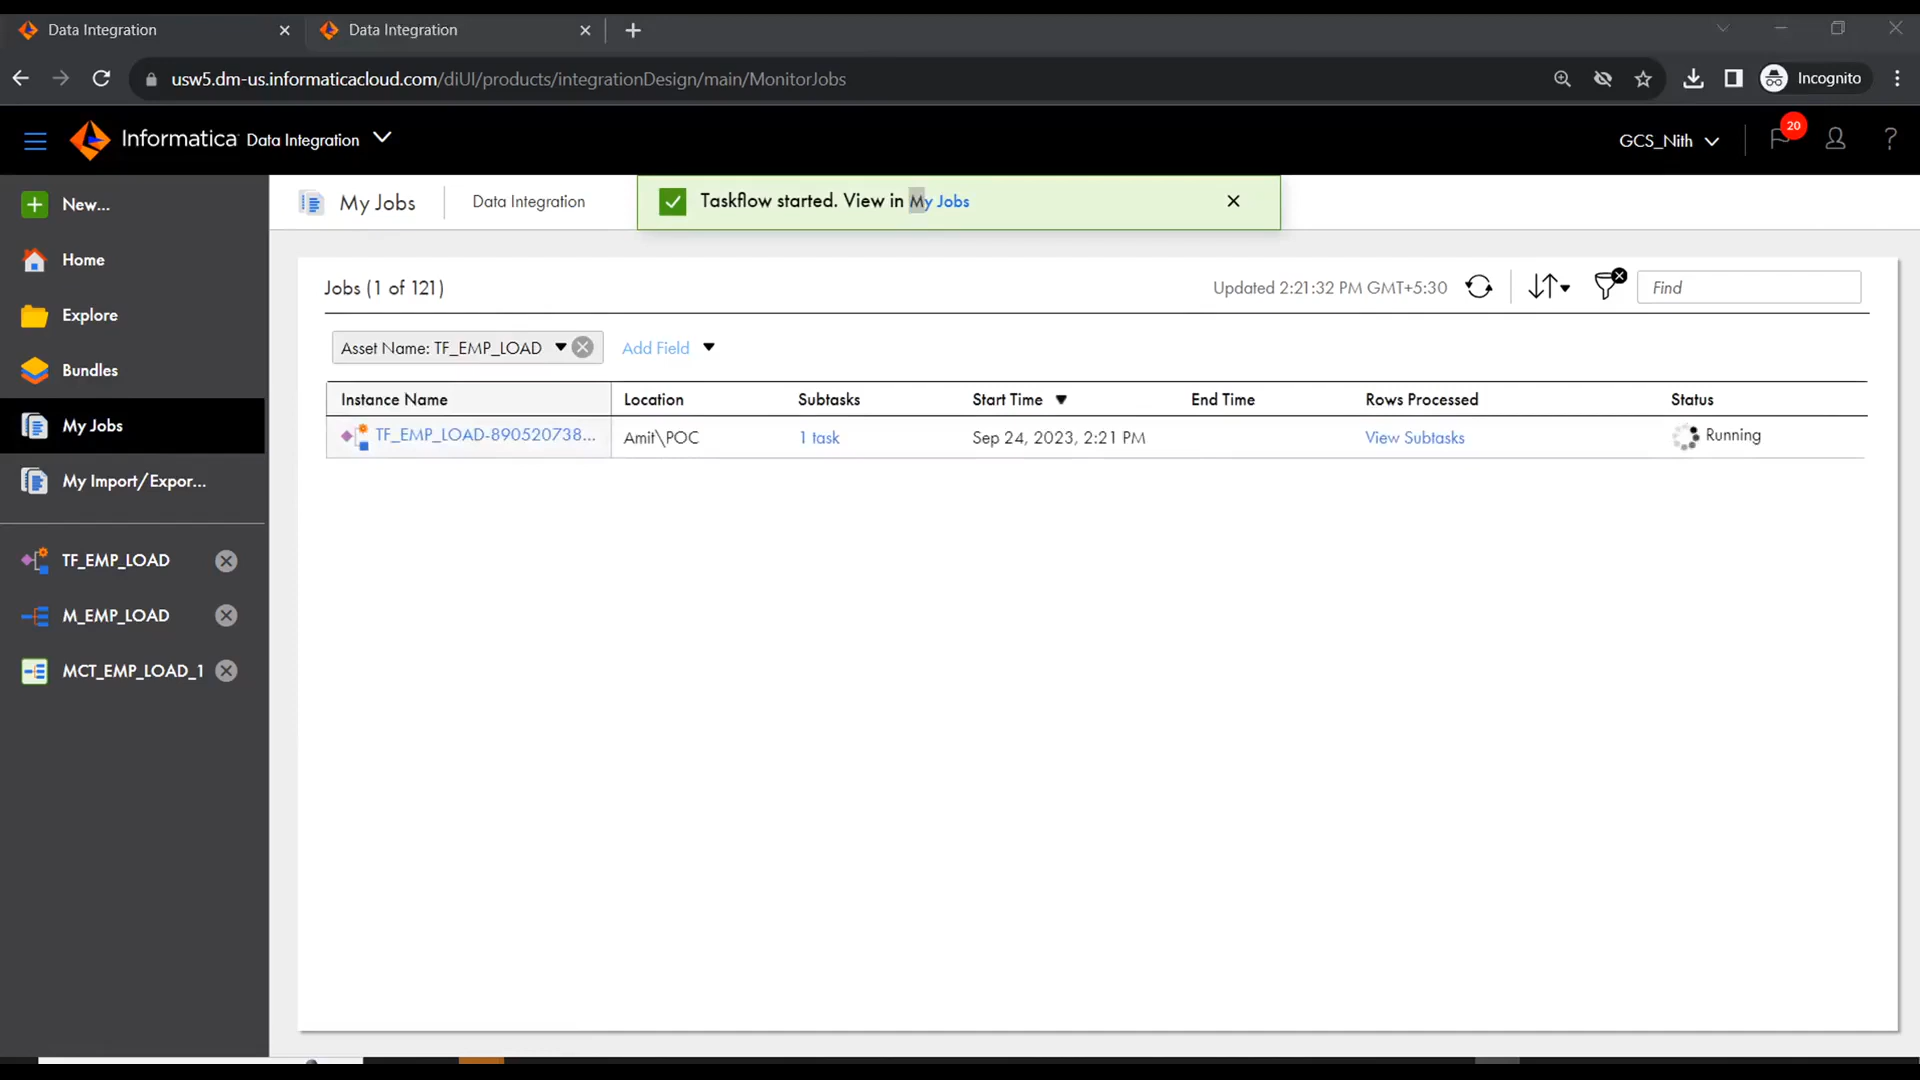 Data Integration
Data Integration
usw5.dm-us.informaticacloud.com/diUI/products/integrationDesign/main/MonitorJobs
Incognito
Informatica Data Integration
GCS_Nith
20
?
New...
Home
Explore
Bundles
My Jobs
My Import/Expor...
TF_EMP_LOAD
M_EMP_LOAD
MCT_EMP_LOAD_1
My Jobs
Data Integration
Taskflow started. View in My Jobs
Jobs (1 of 121)
Updated 2:21:32 PM GMT+5:30
Find
Asset Name: TF_EMP_LOAD
Add Field
Instance Name Location Subtasks Start Time End Time Rows Processed Status
TF_EMP_LOAD-890520738... Amit\POC 1 task Sep 24, 2023, 2:21 PM View Subtasks Running